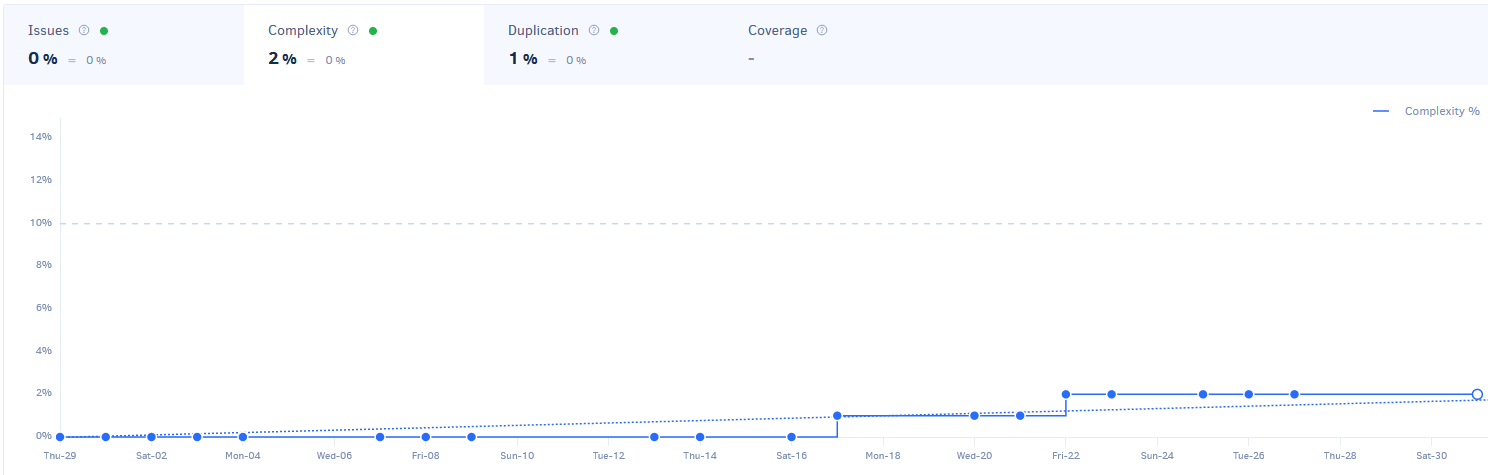 Issues ? Complexity ? Duplication ? Coverage ?
0 % = 0 % 2 % = 0 % 1 % = 0 % -
Complexity %
14%
12%
10%
8%
6%
4%
2%
0%
Thu-29 Sat-02 Mon-04 Wed-06 Fri-08 Sun-10 Tue-12 Thu-14 Sat-16 Mon-18 Wed-20 Fri-22 Sun-24 Tue-26 Thu-28 Sat-30